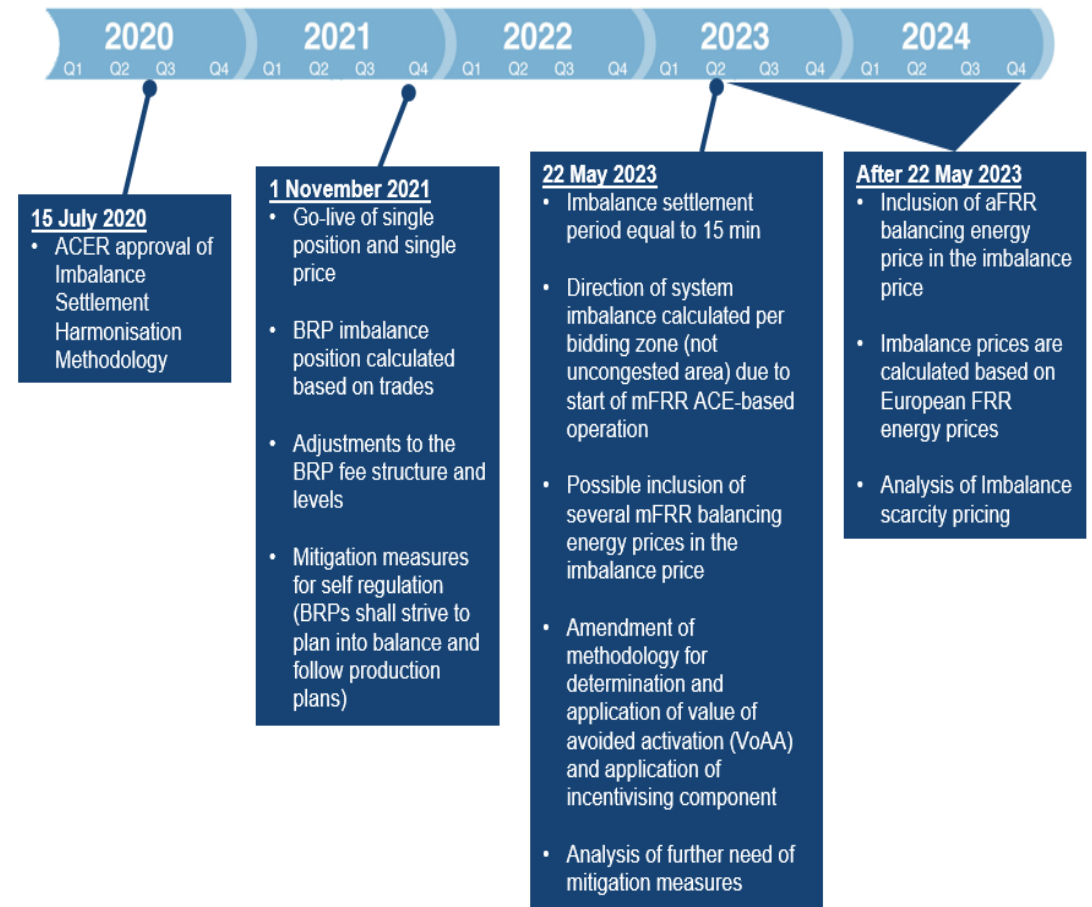 2020
2021
2022
2023
2024
Q1 Q2 Q3 Q4
Q1 Q2 Q3 Q4
Q1 Q2 Q3 Q4
Q1 Q2 Q3 Q4
Q1 Q2 Q3 Q4
15 July 2020
• ACER approval of
Imbalance
Settlement
Harmonisation
Methodology
1 November 2021
• Go-live of single
position and single
price
• BRP imbalance
position calculated
based on trades
• Adjustments to the
BRP fee structure and
levels
• Mitigation measures
for self regulation
(BRPs shall strive to
plan into balance and
follow production
plans)
22 May 2023
• Imbalance settlement
period equal to 15 min
• Direction of system
imbalance calculated per
bidding zone (not
uncongested area) due to
start of mFRR ACE-based
operation
• Possible inclusion of
several mFRR balancing
energy prices in the
imbalance price
• Amendment of
methodology for
determination and
application of value of
avoided activation (VoAA)
and application of
incentivising component
• Analysis of further need of
mitigation measures
After 22 May 2023
• Inclusion of aFRR
balancing energy
price in the imbalance
price
• Imbalance prices are
calculated based on
European FRR
energy prices
• Analysis of Imbalance
scarcity pricing